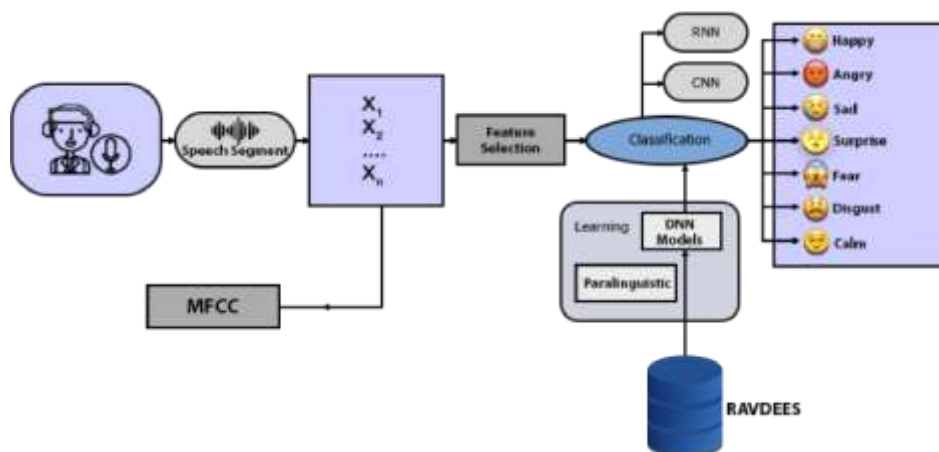 Speech Segment
X1
X2
....
Xn
MFCC
Feature
Selection
Classification
RNN
CNN
Learning
DNN
Models
Paralinguistic
RAVDEES
Happy
Angry
Sad
Surprise
Fear
Disgust
Calm